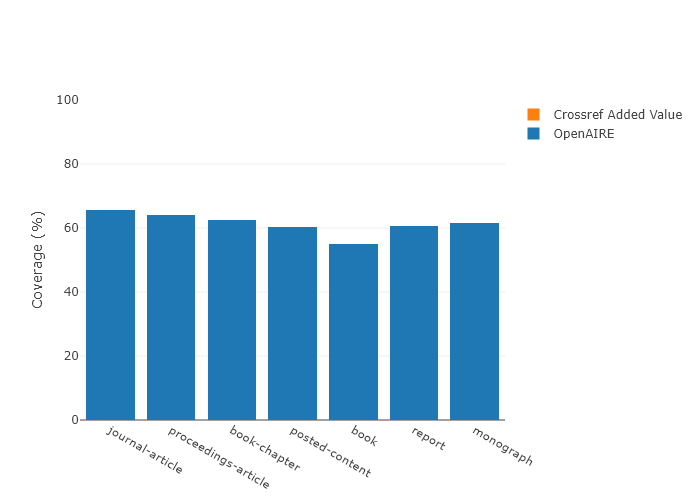 100
80
60
40
20
0
Coverage (%)
journal-article
proceedings-article
book-chapter
posted-content
book
report
monograph
Crossref Added Value
OpenAIRE